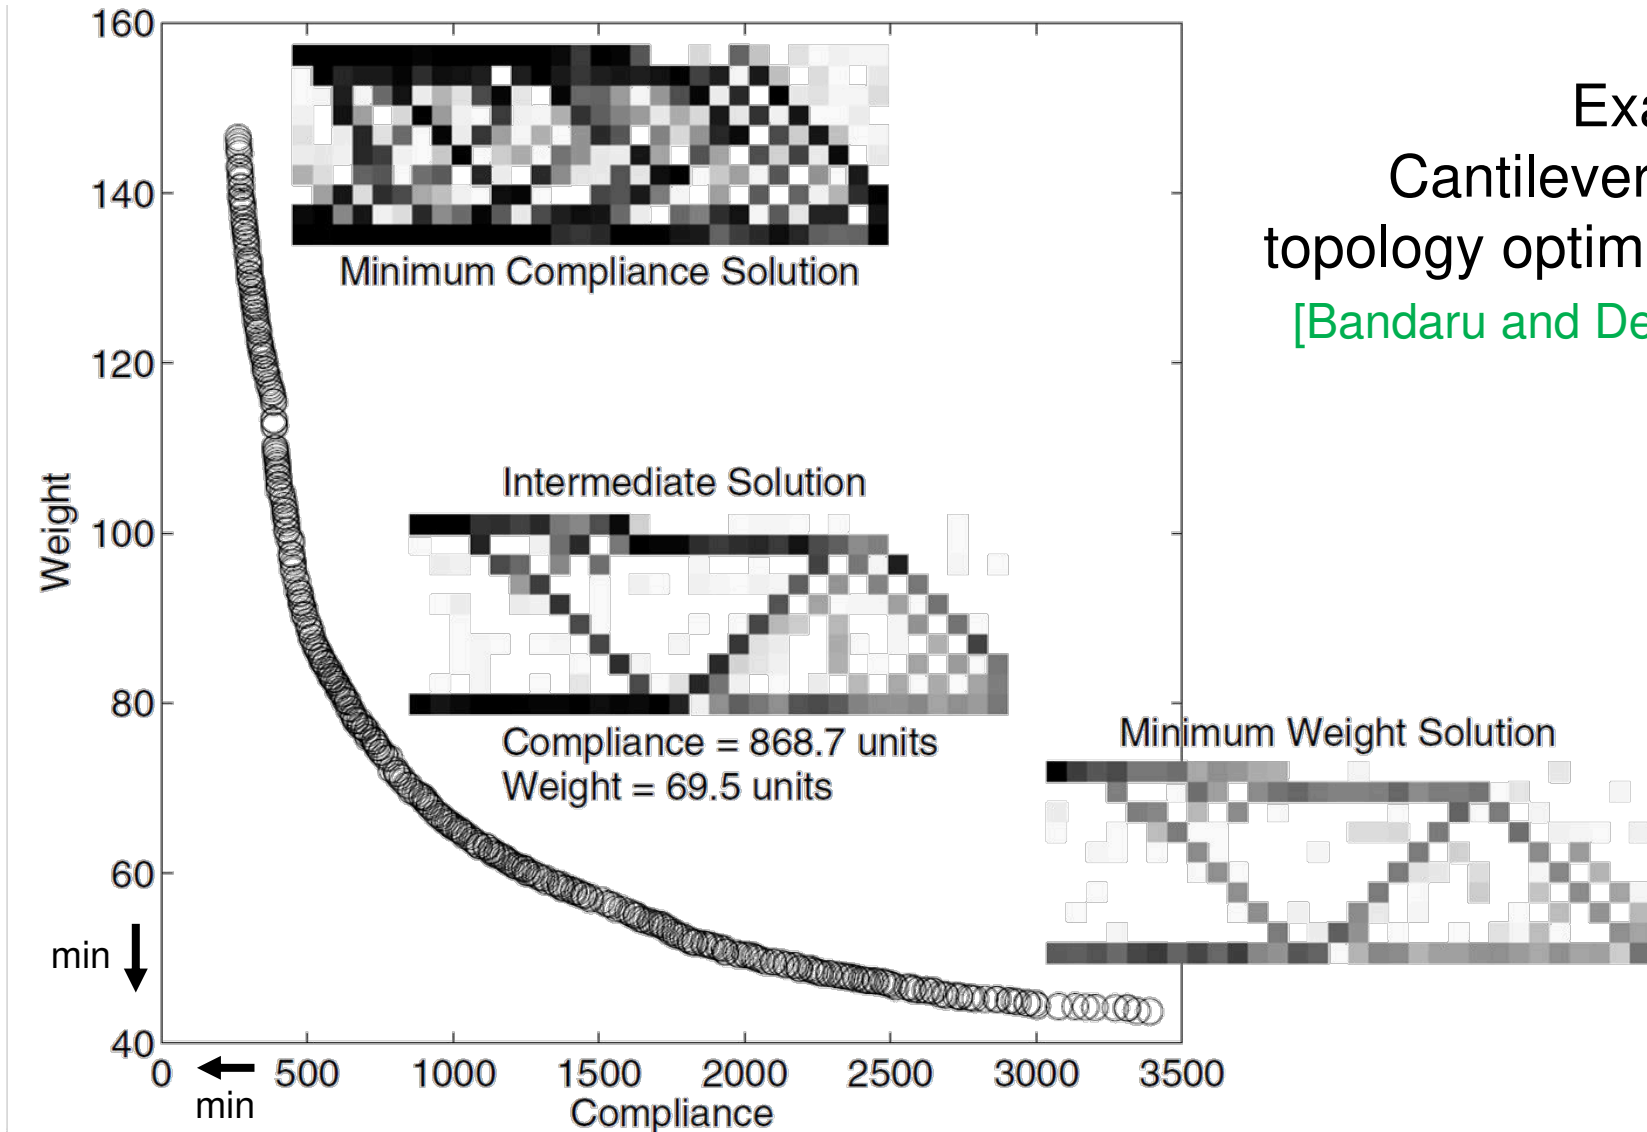 160
140
120
100
80
60
40
Weight
min
0
500
1000
1500
2000
2500
3000
3500
min
Compliance
Minimum Compliance Solution
Intermediate Solution
Compliance = 868.7 units
Weight = 69.5 units
Minimum Weight Solution
Cantilever
topology optim
[Bandaru and De